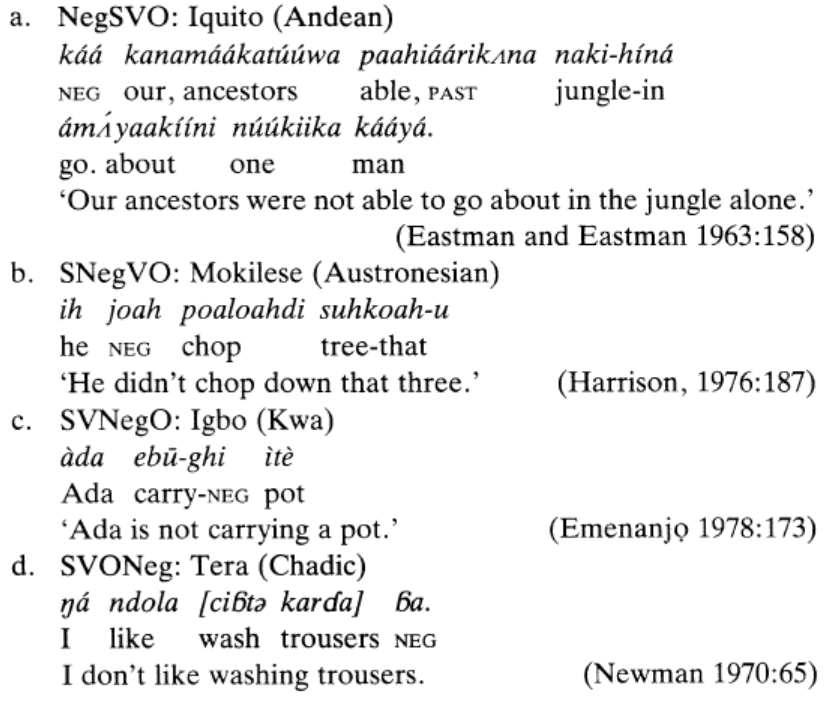 a. NegSVO: Iquito (Andean)
káá kanamáákatúúwa paahiáárikʌna naki-híná
NEG our, ancestors able, PAST jungle-in
ámʌ́yaakííni núúkiika kááyá.
go. about one man
‘Our ancestors were not able to go about in the jungle alone.’
(Eastman and Eastman 1963:158)
b. SNegVO: Mokilese (Austronesian)
ih joah poaloahdi suhkoah-u
he NEG chop tree-that
‘He didn’t chop down that three.’ (Harrison, 1976:187)
c. SVNegO: Igbo (Kwa)
àda ebū-ghi ìtè
Ada carry-NEG pot
‘Ada is not carrying a pot.’ (Emenanjọ 1978:173)
d. SVONeg: Tera (Chadic)
ŋá ndola [ciɓtə karɗa] ɓa.
I like wash trousers NEG
I don’t like washing trousers. (Newman 1970:65)